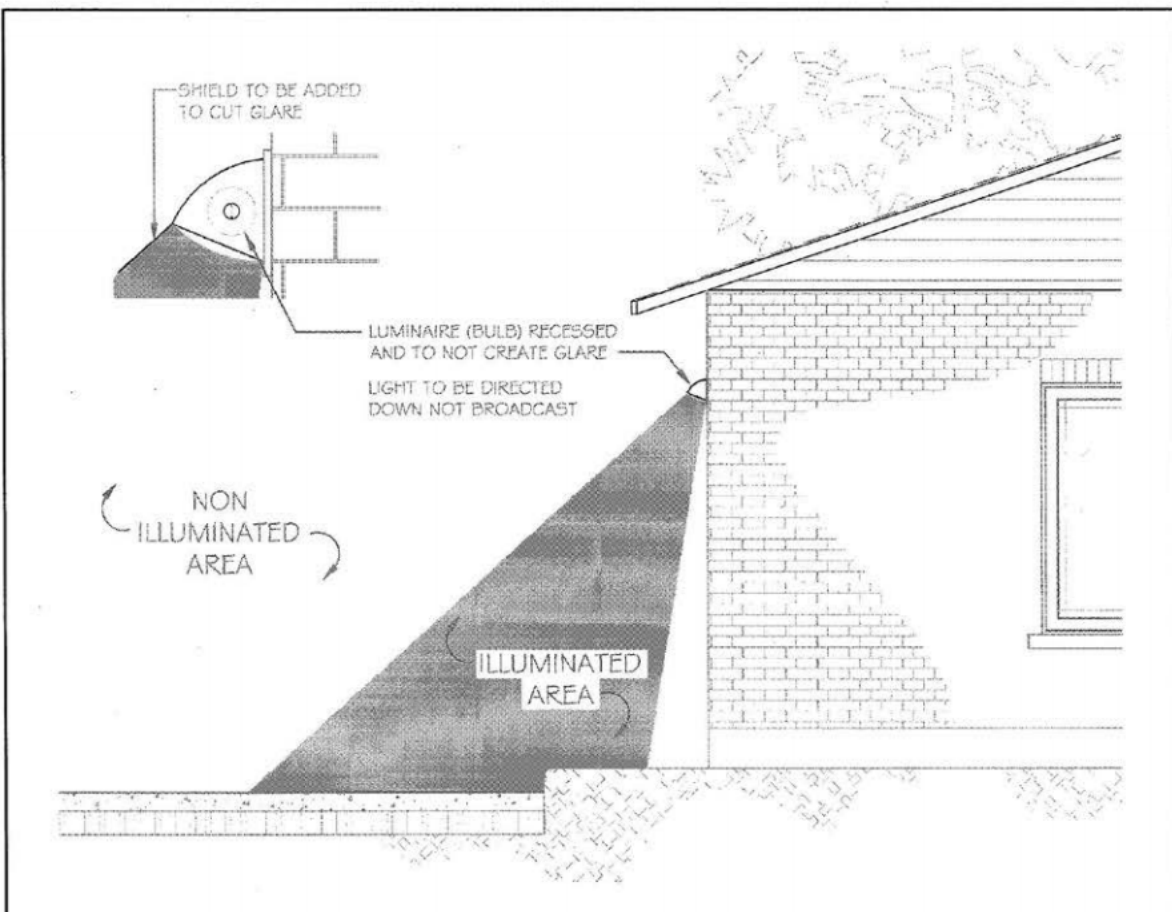 SHIELD TO BE ADDED
TO CUT GLARE
LUMINAIRE (BULB) RECESSED
AND TO NOT CREATE GLARE
LIGHT TO BE DIRECTED
DOWN NOT BROADCAST
NON
ILLUMINATED
AREA
ILLUMINATED
AREA